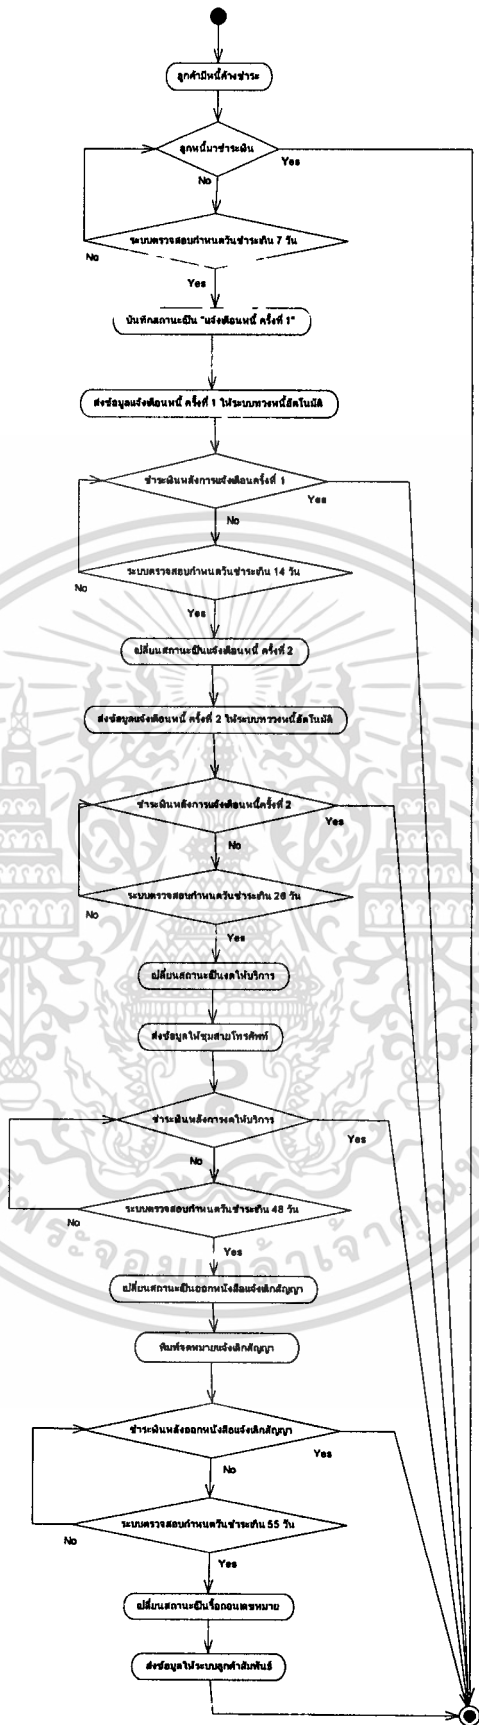 ลูกค้ามีหนี้ค้างชำระ
ลูกหนี้มาชำระเงิน
Yes
No
ระบบตรวจสอบกำหนดวันชำระเกิน 7 วัน
No
Yes
บันทึกสถานะเป็น "แจ้งเตือนหนี้ ครั้งที่ 1"
ส่งข้อมูลแจ้งเตือนหนี้ ครั้งที่ 1 ให้ระบบทวงหนี้อัตโนมัติ
ชำระเงินหลังการแจ้งเตือนครั้งที่ 1
Yes
No
ระบบตรวจสอบกำหนดวันชำระเกิน 14 วัน
No
Yes
เปลี่ยนสถานะเป็นแจ้งเตือนหนี้ ครั้งที่ 2
ส่งข้อมูลแจ้งเตือนหนี้ ครั้งที่ 2 ให้ระบบทวงหนี้อัตโนมัติ
ชำระเงินหลังการแจ้งเตือนหนี้ครั้งที่ 2
Yes
No
ระบบตรวจสอบกำหนดวันชำระเกิน 26 วัน
No
Yes
เปลี่ยนสถานะเป็นงดให้บริการ
ส่งข้อมูลให้ชุมสายโทรศัพท์
ชำระเงินหลังการงดให้บริการ
Yes
No
ระบบตรวจสอบกำหนดวันชำระเกิน 48 วัน
No
Yes
พระจอมเกล้าเจ้าคุณท
เปลี่ยนสถานะเป็นออกหนังสือแจ้งเลิกสัญญา
พิมพ์จดหมายแจ้งเลิกสัญญา
ชำระเงินหลังออกหนังสือแจ้งเลิกสัญญา
Yes
No
ระบบตรวจสอบกำหนดวันชำระเกิน 55 วัน
No
Yes
เปลี่ยนสถานะเป็นรื้อถอนเลขหมาย
ส่งข้อมูลให้ระบบลูกค้าสัมพันธ์